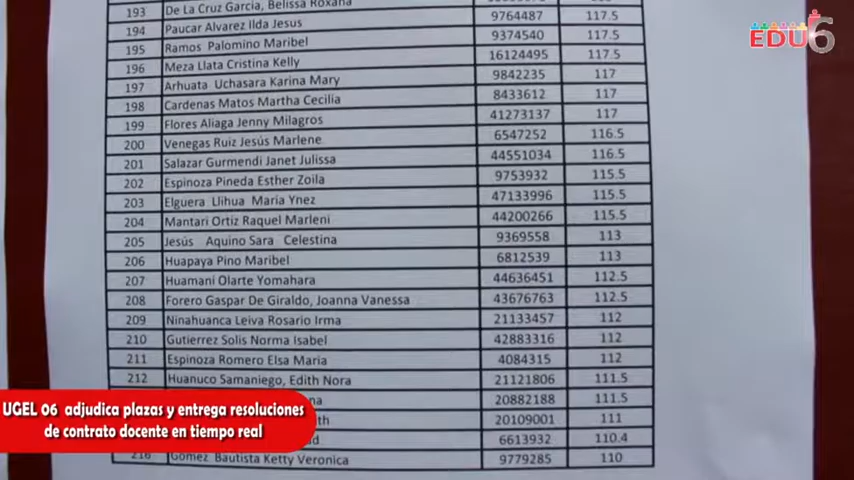 EDU6
193 De La Cruz Garcia, Belissa Roxana
194 Paucar Alvarez Ilda Jesus 9764487 117.5
195 Ramos Palomino Maribel 9374540 117.5
196 Meza Llata Cristina Kelly 16124495 117.5
197 Arhuata Uchasara Karina Mary 9842235 117
198 Cardenas Matos Martha Cecilia 8433612 117
199 Flores Aliaga Jenny Milagros 41273137 117
200 Venegas Ruiz Jesús Marlene 6547252 116.5
201 Salazar Gurmendi Janet Julissa 44551034 116.5
202 Espinoza Pineda Esther Zoila 9753932 115.5
203 Elguera Llihua Maria Ynez 47133996 115.5
204 Mantari Ortiz Raquel Marleni 44200266 115.5
205 Jesús Aquino Sara Celestina 9369558 113
206 Huapaya Pino Maribel 6812539 113
207 Huamani Olarte Yomahara 44636451 112.5
208 Forero Gaspar De Giraldo, Joanna Vanessa 43676763 112.5
209 Ninahuanca Leiva Rosario Irma 21133457 112
210 Gutierrez Solis Norma Isabel 42883316 112
211 Espinoza Romero Elsa Maria 4084315 112
212 Huanuco Samaniego, Edith Nora 21121806 111.5
20882188 111.5
20109001 111
6613932 110.4
216 Gomez Bautista Ketty Veronica 9779285 110
UGEL 06 adjudica plazas y entrega resoluciones
de contrato docente en tiempo real